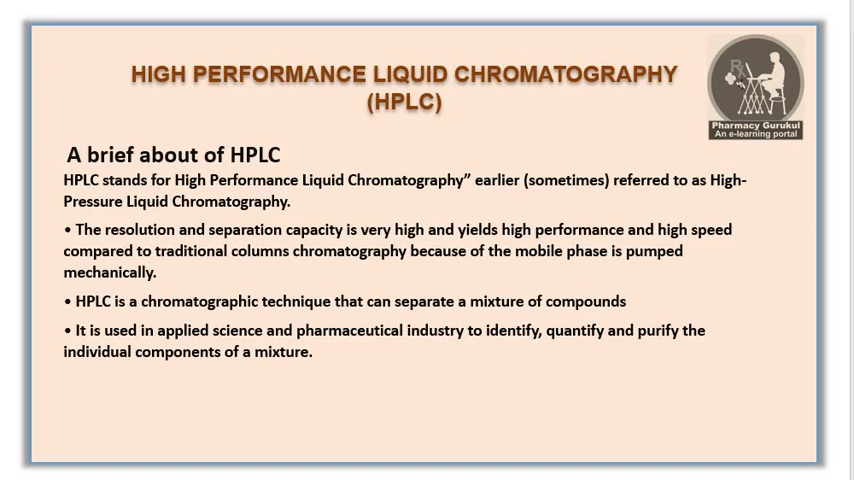 HIGH PERFORMANCE LIQUID CHROMATOGRAPHY
(HPLC)
Rx
Pharmacy Gurukul
An e-learning portal
A brief about of HPLC
HPLC stands for High Performance Liquid Chromatography” earlier (sometimes) referred to as High-
Pressure Liquid Chromatography.
• The resolution and separation capacity is very high and yields high performance and high speed
compared to traditional columns chromatography because of the mobile phase is pumped
mechanically.
• HPLC is a chromatographic technique that can separate a mixture of compounds
• It is used in applied science and pharmaceutical industry to identify, quantify and purify the
individual components of a mixture.